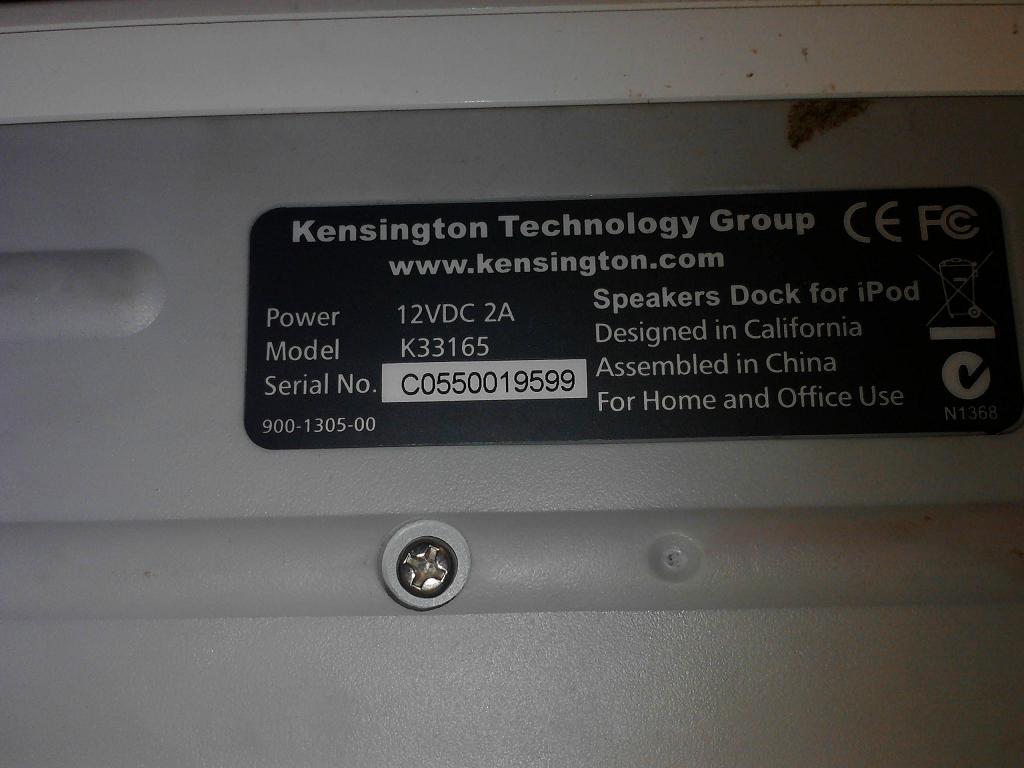 Kensington Technology Group CE FC
www.kensington.com
Power 12VDC 2A
Model K33165
Serial No. C0550019599
900-1305-00
Speakers Dock for iPod
Designed in California
Assembled in China
For Home and Office Use
N1368